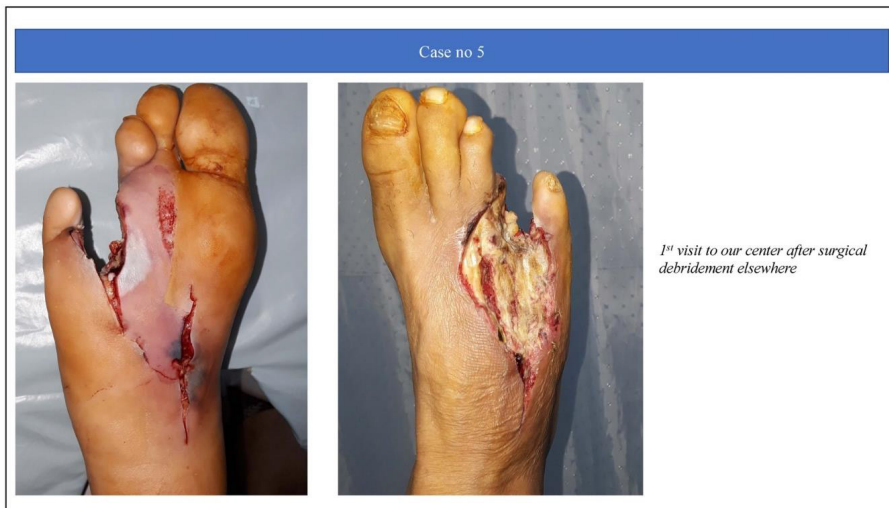 Case no 5
1st visit to our center after surgical
debridement elsewhere